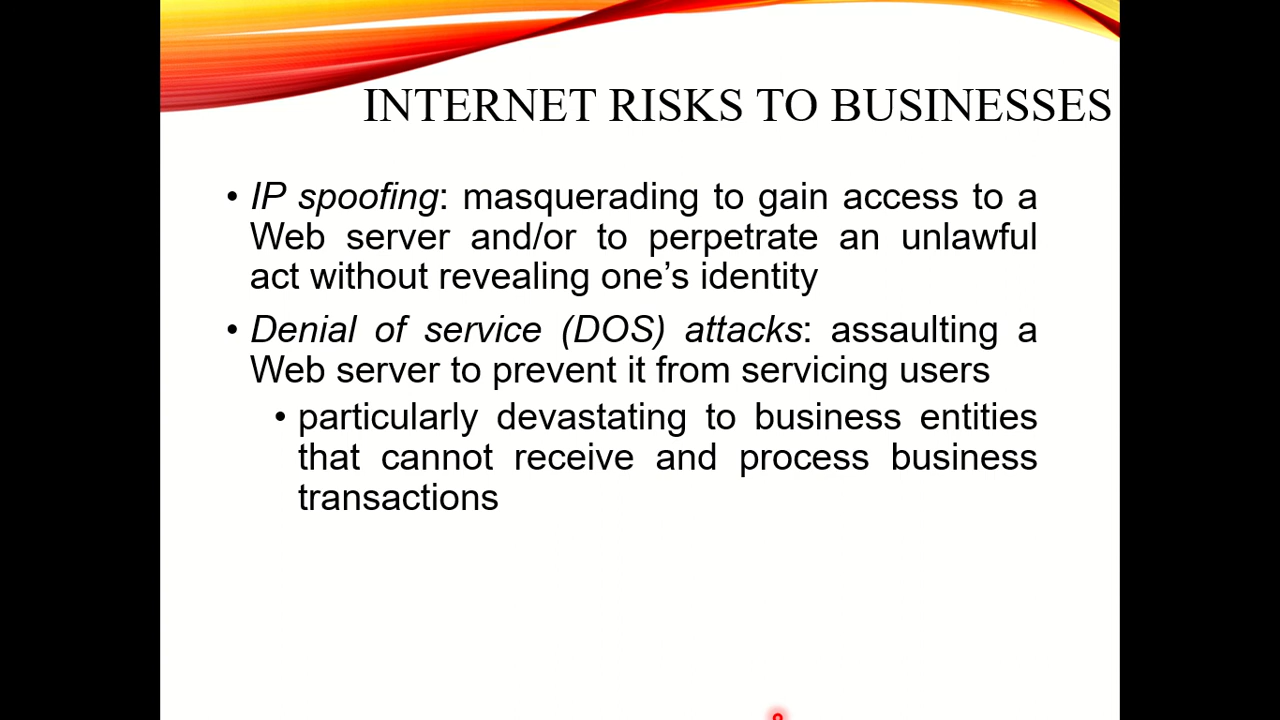 INTERNET RISKS TO BUSINESSES
• IP spoofing: masquerading to gain access to a
Web server and/or to perpetrate an unlawful
act without revealing one’s identity
• Denial of service (DOS) attacks: assaulting a
Web server to prevent it from servicing users
• particularly devastating to business entities
that cannot receive and process business
transactions